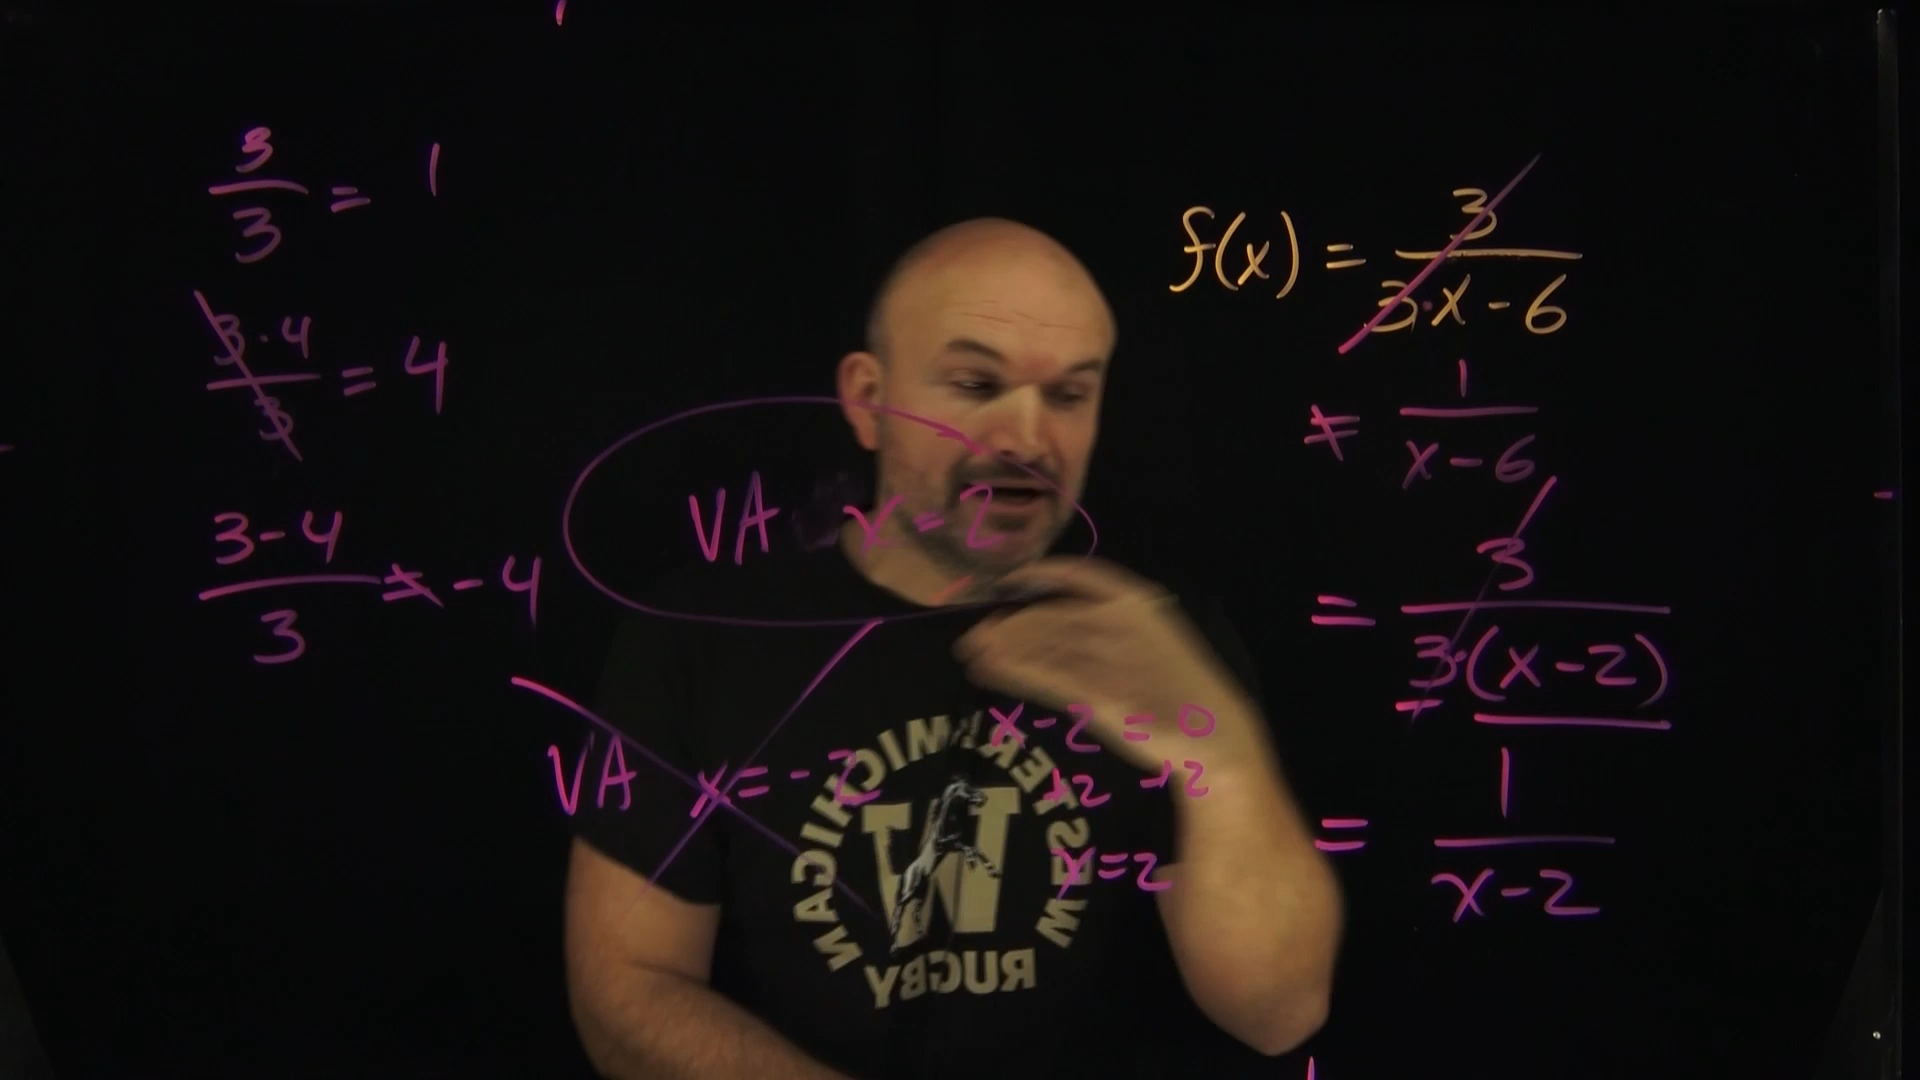 3/3 = 1
3·4/3 = 4
3-4/3 ≠ -4
VA x=2
VA x=-2
x-2=0
+2 +2
x=2
f(x) = 3/3·x-6
≠ 1/x-6
= 3/3·(x-2)
= 1/x-2
WESTERN MICHIGAN
W
RUGBY